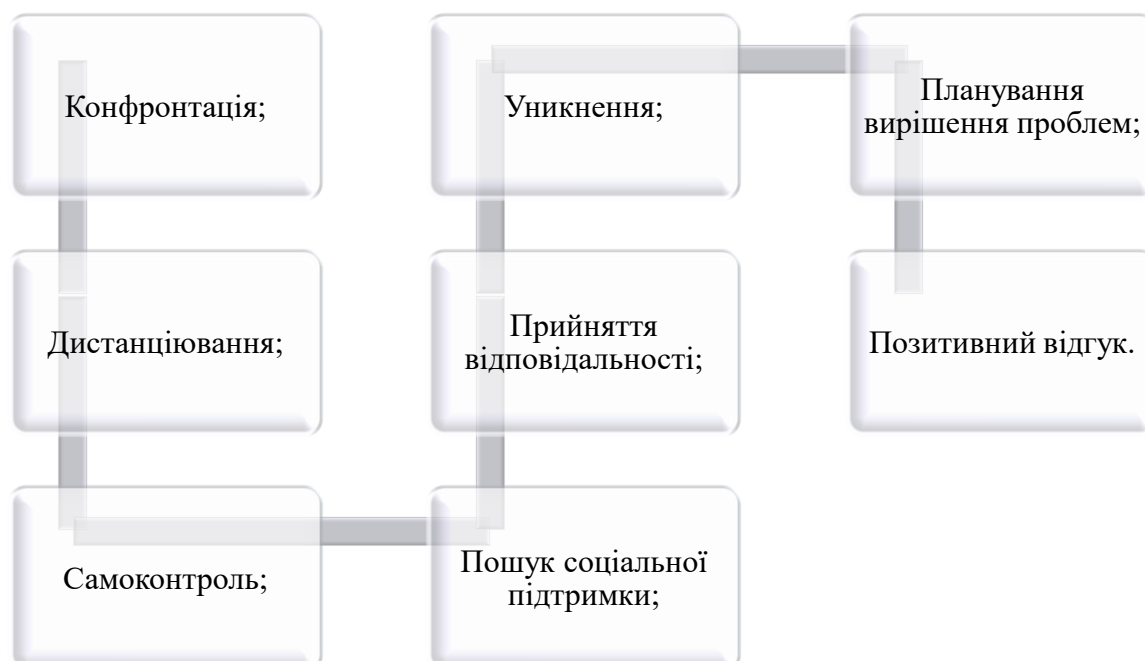 Конфронтація;
Дистанціювання;
Самоконтроль;
Пошук соціальної
підтримки;
Прийняття
відповідальності;
Уникнення;
Планування
вирішення проблем;
Позитивний відгук.